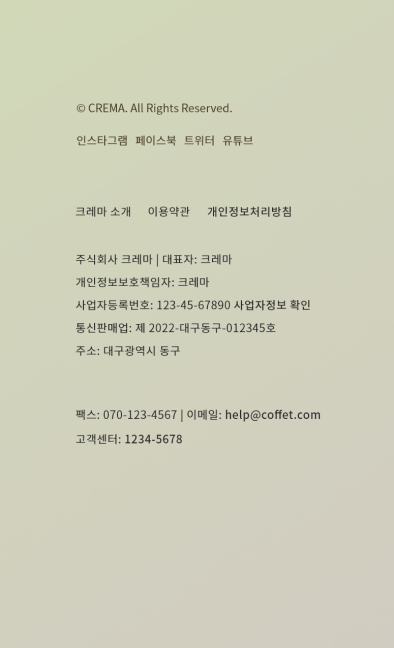 © CREMA. All Rights Reserved.
인스타그램 페이스북 트위터 유튜브
크레마 소개 이용약관 개인정보처리방침
주식회사 크레마 | 대표자: 크레마
개인정보보호책임자: 크레마
사업자등록번호: 123-45-67890 사업자정보 확인
통신판매업: 제 2022-대구동구-012345호
주소: 대구광역시 동구
팩스: 070-123-4567 | 이메일: help@coffet.com
고객센터: 1234-5678